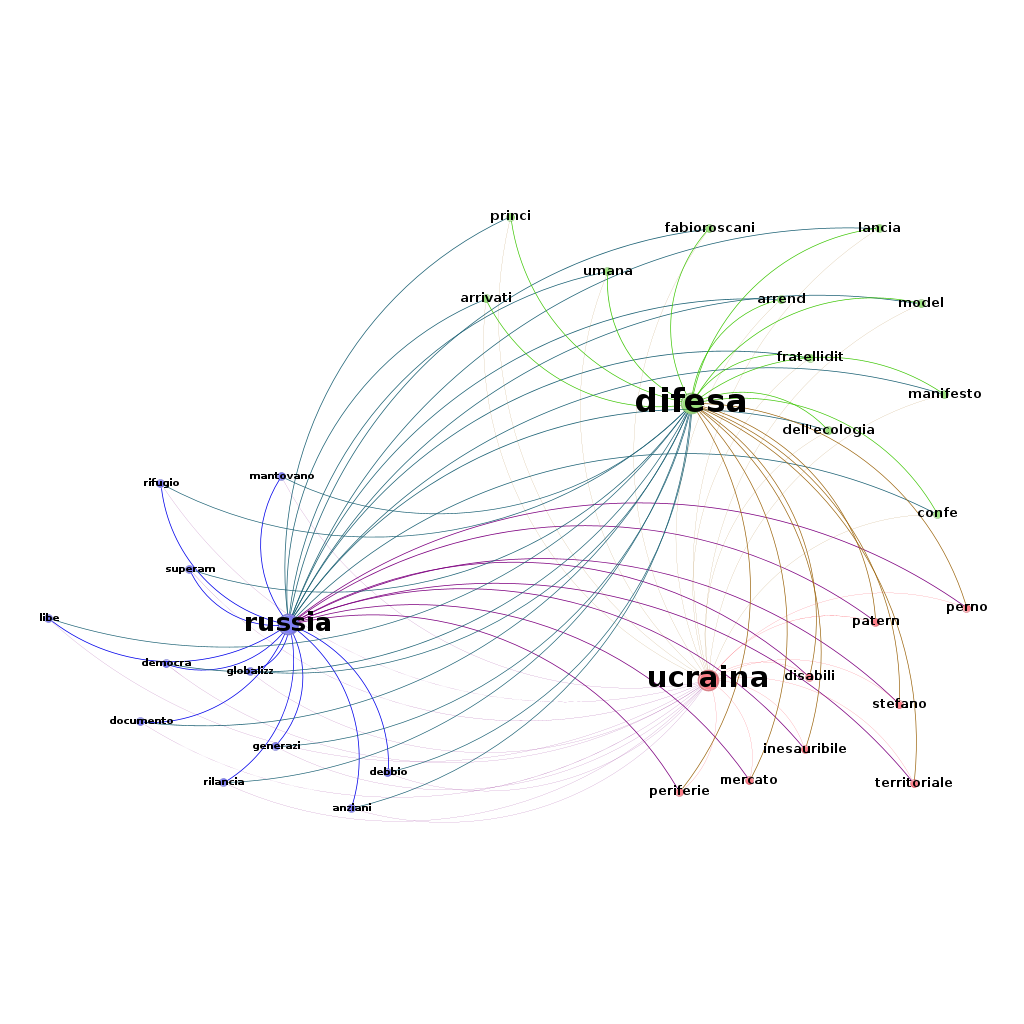 princi
fabioroscani
lancia
umana
arrivati
arrend
model
fratellidit
manifesto
difesa
dell'ecologia
mantovano
rifugio
confe
superam
perno
like
russia
patern
democra
globalizz
ucraina
disabili
stefano
documento
generazi
inesauribile
debbio
rilancia
mercato
territoriale
periferie
anziani